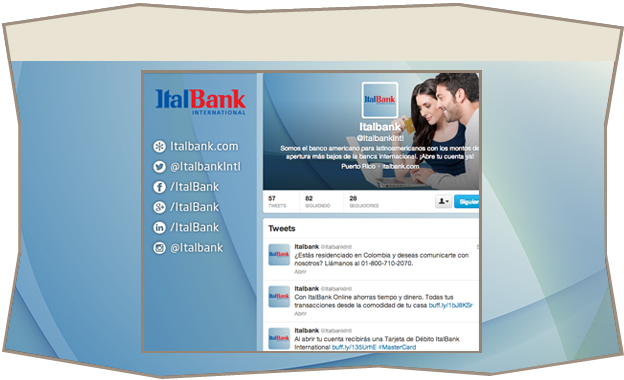 ItalBank
INTERNATIONAL
Italbank.com
@ItalbankIntl
/ItalBank
/ItalBank
/ItalBank
@Italbank
ItalBank
Italbank
@ItalbankIntl
Somos el banco americano para latinoamericanos con los montos de
apertura más bajos de la banca internacional. ¡Abre tu cuenta ya!
Puerto Rico · italbank.com
57 82 28
TWEETS SIGUIENDO SEGUIDORES
Siguie
Tweets
Italbank @italbankintl
¿Estás residenciado en Colombia y deseas comunicarte con
nosotros? Llámanos al 01-800-710-2070.
Abrir
Italbank @italbankintl
Con ItalBank Online ahorras tiempo y dinero. Todas tus
transacciones desde la comodidad de tu casa
Abrir
Italbank @italbankintl
Al abrir tu cuenta recibirás una Tarjeta de Débito ItalBank
International buff.ly/135UrhE #MasterCard